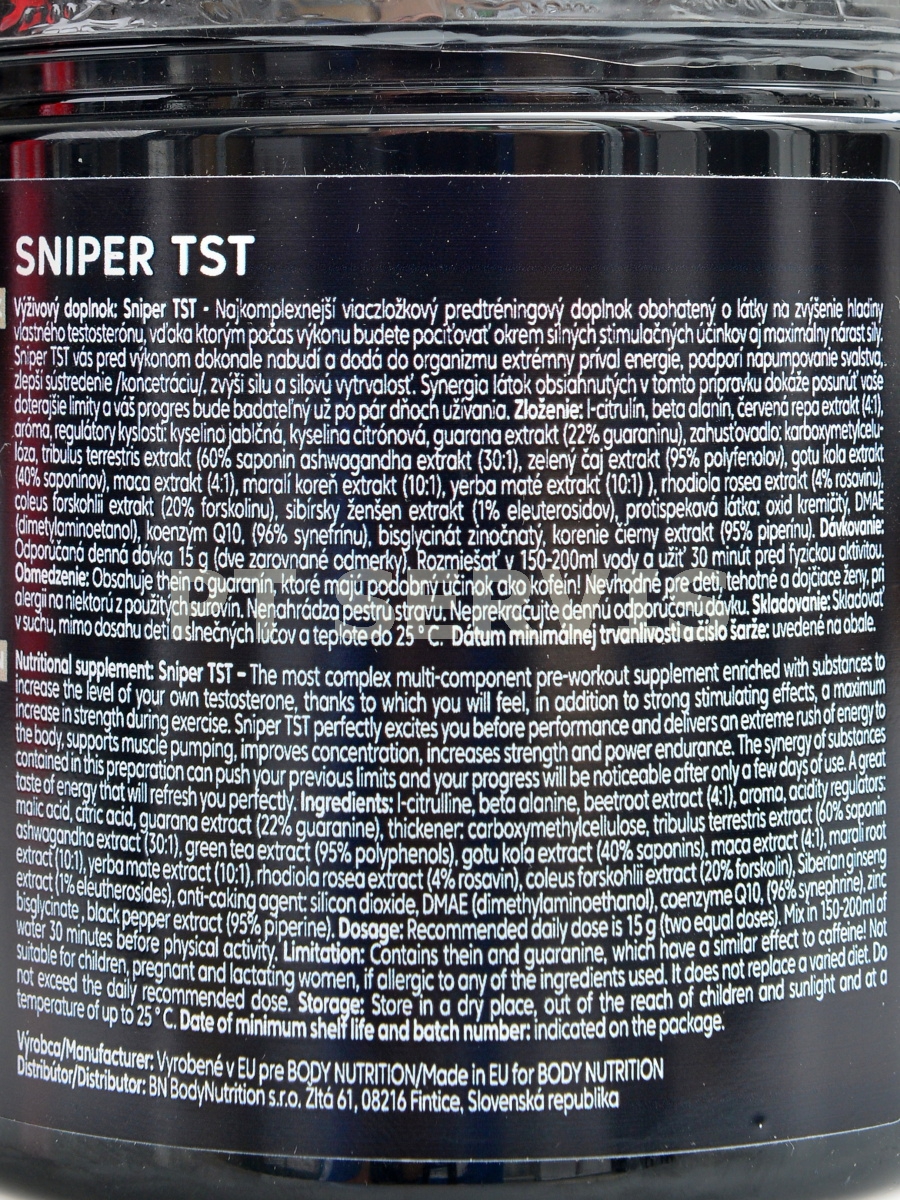 SNIPER TST
Výživový doplnok: Sniper TST - Najkomplexnejší viaczložkový predtréningový doplnok obohatený o látky na zvýšenie hladiny
vlastného testosterónu, vďaka ktorým počas výkonu budete pociťovať okrem silných stimulačných účinkov aj maximálny nárast sily.
Sniper TST vás pred výkonom dokonale nabudí a dodá do organizmu extrémny príval energie, podporí napumpovanie svalstva,
zlepší sústredenie /koncetráciu/, zvýši silu a silovú vytrvalosť. Synergia látok obsiahnutých v tomto prípravku dokáže posunúť vaše
doterajšie limity a váš progres bude badateľný už po pár dňoch užívania. Zloženie: l-citrulín, beta alanín, červená repa extrakt (4:1),
aróma, regulátory kyslosti: kyselina jablčná, kyselina citrónová, guarana extrakt (22% guaranínu), zahusťovadlo: karboxymetylcelu-
lóza, tribulus terrestris extrakt (60% saponín ashwagandha extrakt (30:1), zelený čaj extrakt (95% polyfenolov), gotu kola extrakt
(40% saponínov), maca extrakt (4:1), maralí koreň extrakt (10:1), yerba maté extrakt (10:1) ), rhodiola rosea extrakt (4% rosavínu),
coleus forskohlii extrakt (20% forskolínu), sibírsky ženšen extrakt (1% eleuterosidov), protispekavá látka: oxid kremičitý, DMAE
(dimetylaminoetanol), koenzým Q10, (96% synefrínu), bisglycinát zinočnatý, korenie čierny extrakt (95% piperínu). Dávkovanie:
Odporúčaná denná dávka 15 g (dve zarovnané odmerky). Rozmiešať v 150-200ml vody a užiť 30 minút pred fyzickou aktivitou.
Obmedzenie: Obsahuje theín a guaranín, ktoré majú podobný účinok ako kofeín! Nevhodné pre deti, tehotné a dojčiace ženy, pri
alergii na niektorú z použitých surovín. Nenahrádza pestrú stravu. Neprekračujte dennú odporúčanú dávku. Skladovanie: Skladovať
v suchu, mimo dosahu detí a slnečných lúčov a teplote do 25 °C. Dátum minimálnej trvanlivosti a číslo šarže: uvedené na obale.
PT SERVIS
Nutritional supplement: Sniper TST – The most complex multi-component pre-workout supplement enriched with substances to
increase the level of your own testosterone, thanks to which you will feel, in addition to strong stimulating effects, a maximum
increase in strength during exercise. Sniper TST perfectly excites you before performance and delivers an extreme rush of energy to
the body, supports muscle pumping, improves concentration, increases strength and power endurance. The synergy of substances
contained in this preparation can push your previous limits and your progress will be noticeable after only a few days of use. A great
taste of energy that will refresh you perfectly. Ingredients: l-citrulline, beta alanine, beetroot extract (4:1), aroma, acidity regulators:
malic acid, citric acid, guarana extract (22% guaranine), thickener: carboxymethylcellulose, tribulus terrestris extract (60% saponin
ashwagandha extract (30:1), green tea extract (95% polyphenols), gotu kola extract (40% saponins), maca extract (4:1), marali root
extract (10:1), yerba mate extract (10:1), rhodiola rosea extract (4% rosavin), coleus forskohlii extract (20% forskolin), Siberian ginseng
extract (1% eleutherosides), anti-caking agent: silicon dioxide, DMAE (dimethylaminoethanol), coenzyme Q10, (96% synephrine), zinc
bisglycinate , black pepper extract (95% piperine). Dosage: Recommended daily dose is 15 g (two equal doses). Mix in 150-200ml of
water 30 minutes before physical activity. Limitation: Contains thein and guaranine, which have a similar effect to caffeine! Not
suitable for children, pregnant and lactating women, if allergic to any of the ingredients used. It does not replace a varied diet. Do
not exceed the daily recommended dose. Storage: Store in a dry place, out of the reach of children and sunlight and at a
temperature of up to 25 °C. Date of minimum shelf life and batch number: indicated on the package.
Výrobca/Manufacturer: Vyrobené v EU pre BODY NUTRITION/Made in EU for BODY NUTRITION
Distribútor/Distributor: BN BodyNutrition s.r.o. Žltá 61, 08216 Fintice, Slovenská republika